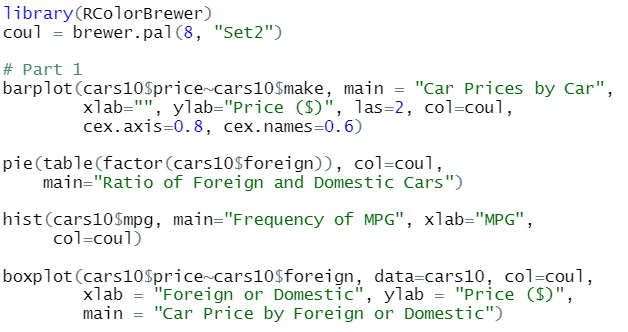 library(RColorBrewer)
coul = brewer.pal(8, "Set2")
# Part 1
barplot(cars10$price~cars10$make, main = "Car Prices by Car",
xlab="", ylab="Price ($)", las=2, col=coul,
cex.axis=0.8, cex.names=0.6)
pie(table(factor(cars10$foreign)), col=coul,
main="Ratio of Foreign and Domestic Cars")
hist(cars10$mpg, main="Frequency of MPG", xlab="MPG",
col=coul)
boxplot(cars10$price~cars10$foreign, data=cars10, col=coul,
xlab = "Foreign or Domestic", ylab = "Price ($)",
main = "Car Price by Foreign or Domestic")